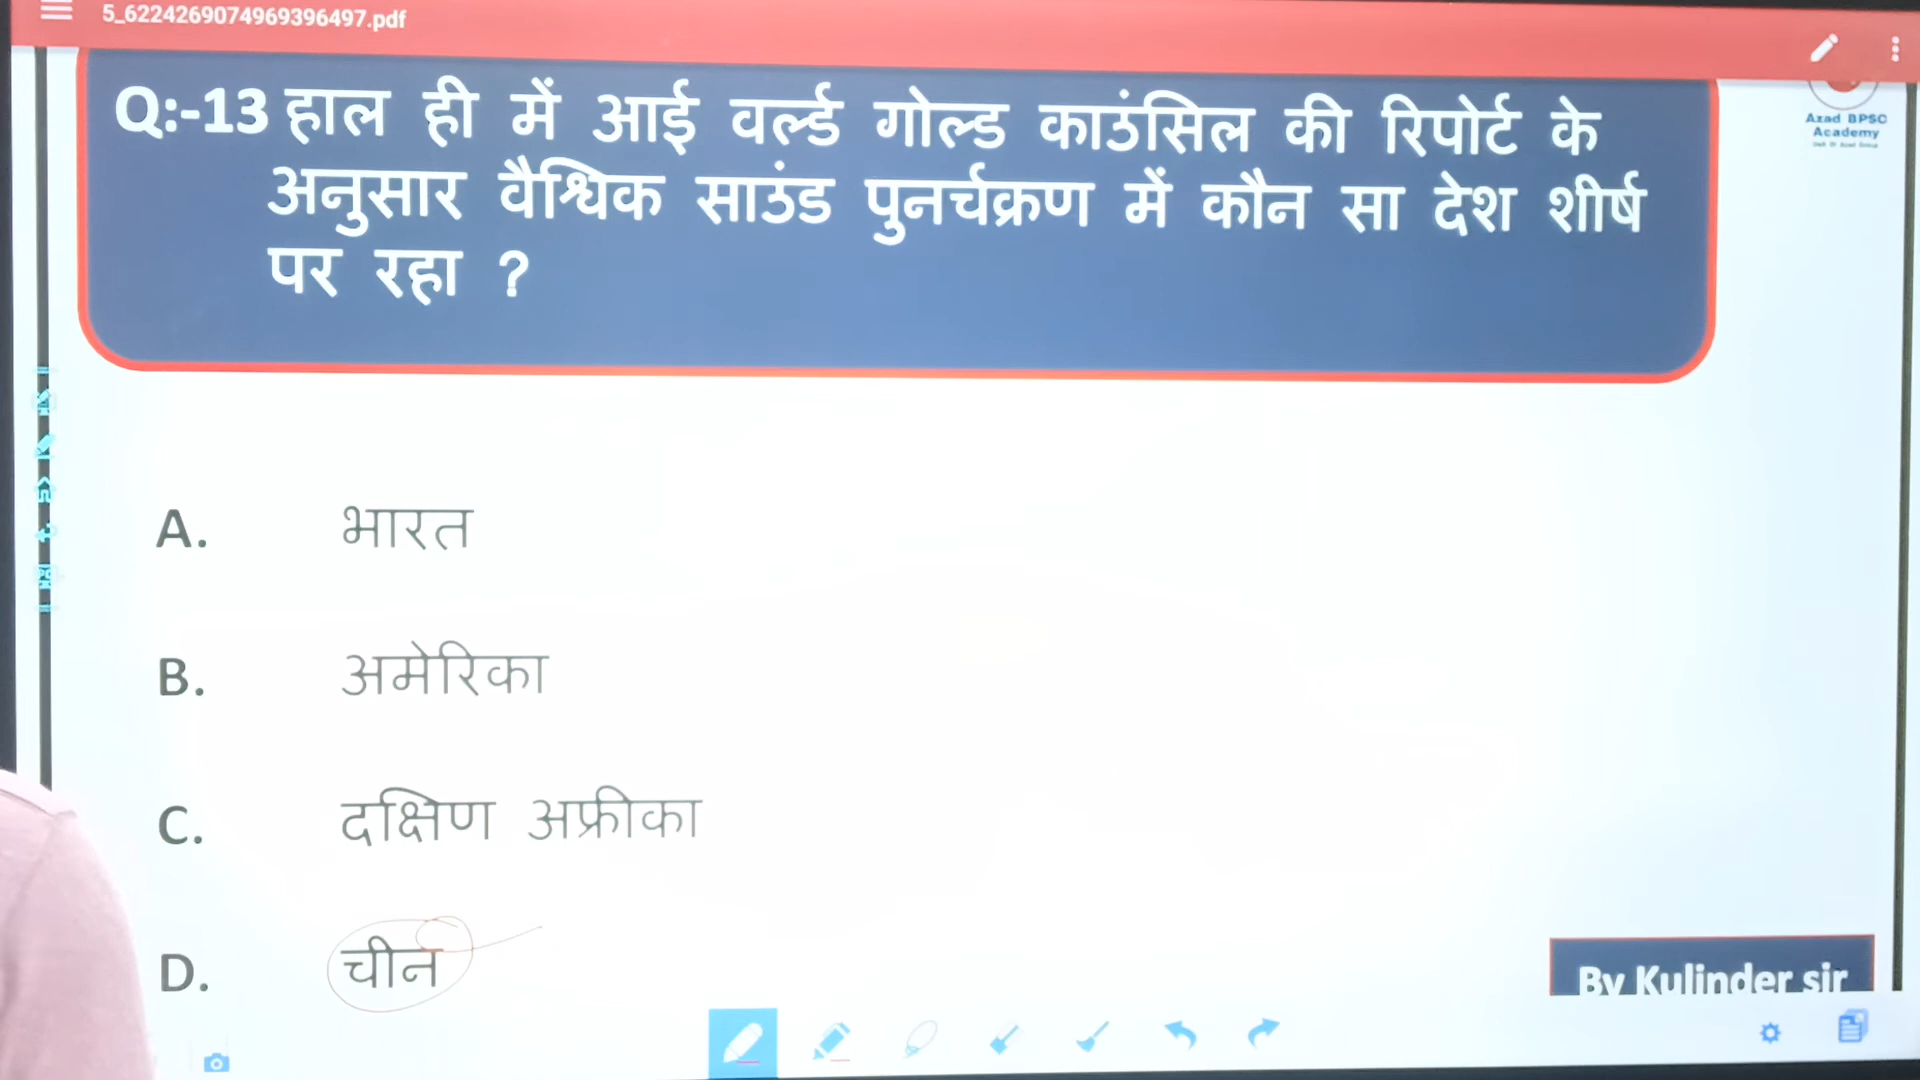 5_6224269074969396497.pdf
Q:-13 हाल ही में आई वर्ल्ड गोल्ड काउंसिल की रिपोर्ट के
अनुसार वैश्विक साउंड पुनर्चक्रण में कौन सा देश शीर्ष
पर रहा ?
Azad BPSC
Academy
A. भारत
B. अमेरिका
C. दक्षिण अफ्रीका
D. चीन
By Kulinder sir